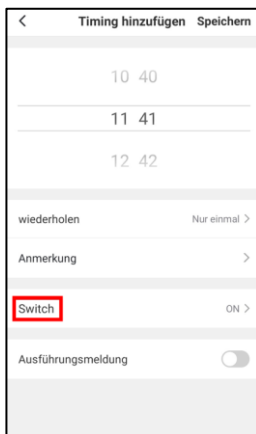 < Timing hinzufügen Speichern
10 40
11 41
12 42
wiederholen Nur einmal >
Anmerkung >
Switch ON >
Ausführungsmeldung